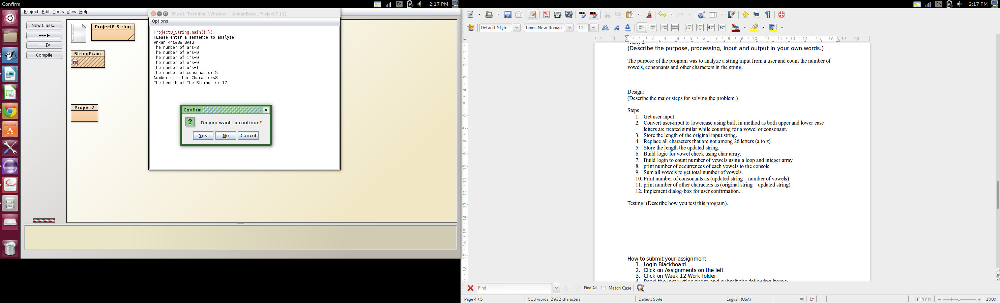 Confirm
En
2:17 PM
En
2:17 PM
Project Edit Tools View Help
New Class...
Compile
Project8_String
StringExam
Project7
BlueJ: Terminal Window – AnkanBasu_Project7 (1)
Options
Project8_String.main({ });
PLease enter a sentence to analyze
Ankan 44&&88 BAsu
The number of a's=3
The number of e's=0
The number of i's=0
The number of o's=0
The number of u's=1
The number of consonants: 5
Number of other Characters8
The Length of The String is: 17
Confirm
? Do you want to continue?
Yes No Cancel
Default Style Times New Roman 12
2 1 1 2 3 4 5 6 7 8 9 10 11 12 13 14 15 16 17 18
Analysis:
(Describe the purpose, processing, input and output in your own words.)
The purpose of the program was to analyze a string input from a user and count the number of
vowels, consonants and other characters in the string.
Design:
(Describe the major steps for solving the problem.)
Steps
1. Get user input
2. Convert user-input to lowercase using built in method as both upper and lower case
letters are treated similar while counting for a vowel or consonant.
3. Store the length of the original input string.
4. Replace all characters that are not among 26 letters (a to z).
5. Store the length the updated string.
6. Build logic for vowel check using char array.
7. Build login to count number of vowels using a loop and integer array
8. print number of occurrences of each vowels to the console
9. Sum all vowels to get total number of vowels.
10. Print number of consonants as (updated string – number of vowels)
11. print number of other characters as (original string – updated string).
12. Implement dialog-box for user confirmation.
Testing: (Describe how you test this program).
How to submit your assignment
1. Login Blackboard
2. Click on Assignments on the left
3. Click on Week 12 Work folder
4. Read the instruction there and submit the following items:
Find Find All Match Case
Page 4 / 5 513 words, 2932 characters Default Style English (USA) 100%